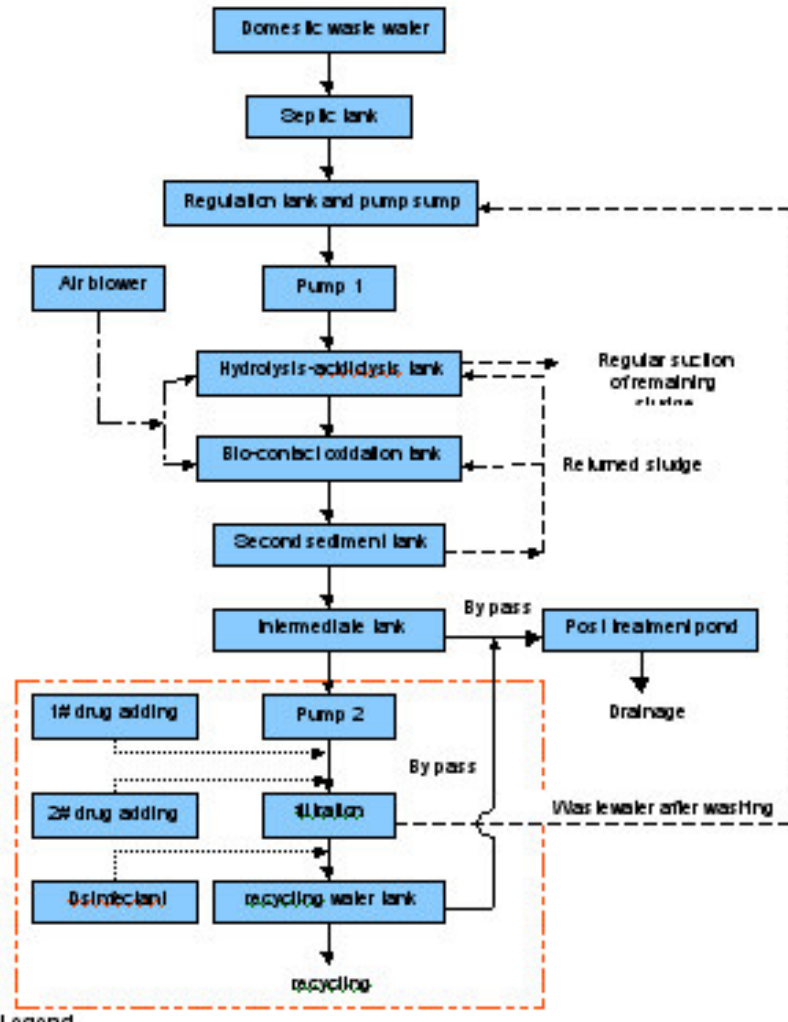 Domestic waste water
Septic tank
Regulation tank and pump sump
Air blower
Pump 1
Hydrolysis-acidiclysis tank
Regular suction
of remaining
sludge
Bio-contact oxidation tank
Returned sludge
Second sediment tank
By pass
Intermediate tank
Post treatment pond
1# drug adding
Pump 2
Drainage
By pass
2# drug adding
filtration
Wastewater after washing
Disinfectant
recycling water tank
recycling
Legend